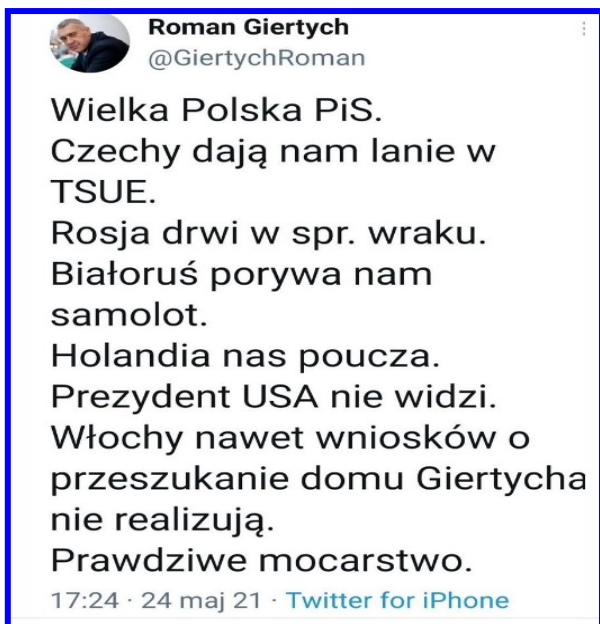 Roman Giertych
@GiertychRoman
Wielka Polska PiS.
Czechy dają nam lanie w
TSUE.
Rosja drwi w spr. wraku.
Białoruś porywa nam
samolot.
Holandia nas poucza.
Prezydent USA nie widzi.
Włochy nawet wniosków o
przeszukanie domu Giertycha
nie realizują.
Prawdziwe mocarstwo.
17:24 · 24 maj 21 · Twitter for iPhone